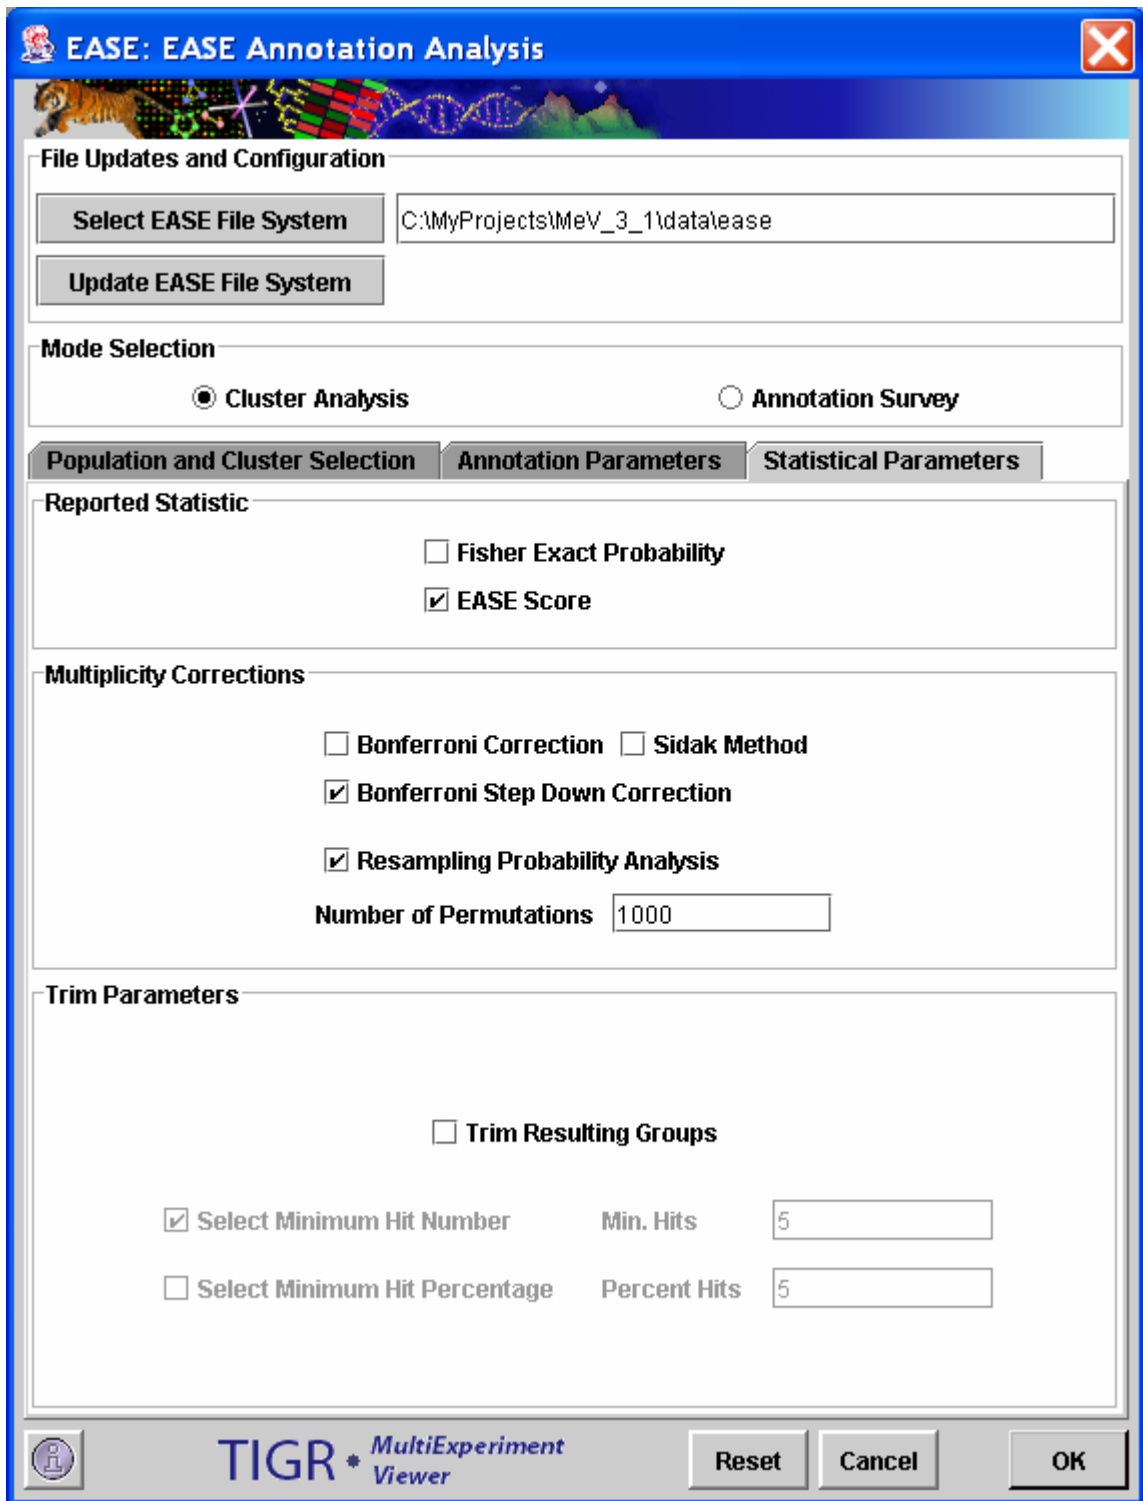 EASE: EASE Annotation Analysis
File Updates and Configuration
Select EASE File System C:\MyProjects\MeV_3_1\data\ease
Update EASE File System
Mode Selection
Cluster Analysis Annotation Survey
Population and Cluster Selection Annotation Parameters Statistical Parameters
Reported Statistic
Fisher Exact Probability
EASE Score
Multiplicity Corrections
Bonferroni Correction Sidak Method
Bonferroni Step Down Correction
Resampling Probability Analysis
Number of Permutations 1000
Trim Parameters
Trim Resulting Groups
Select Minimum Hit Number Min. Hits 5
Select Minimum Hit Percentage Percent Hits 5
TIGR MultiExperiment Viewer Reset Cancel OK